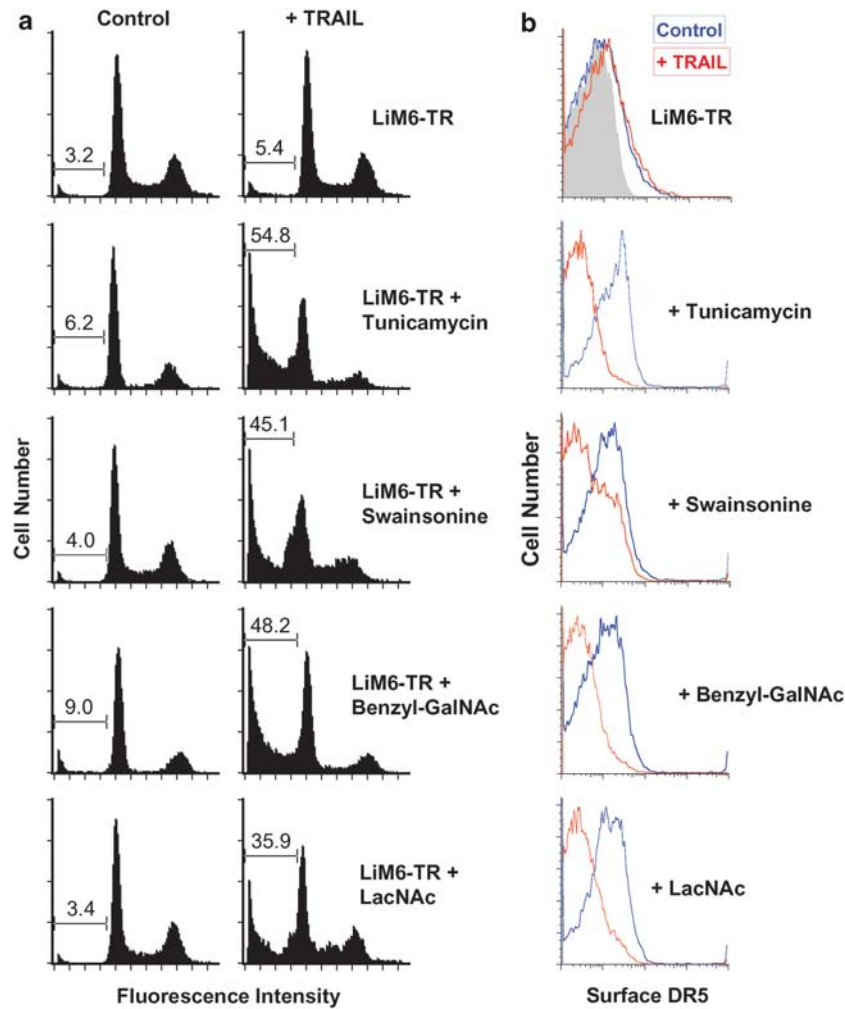 a
Control
+ TRAIL
b
Control
+ TRAIL
3.2
5.4
LiM6-TR
LiM6-TR
6.2
54.8
LiM6-TR +
Tunicamycin
+ Tunicamycin
4.0
45.1
LiM6-TR +
Swainsonine
+ Swainsonine
9.0
48.2
LiM6-TR +
Benzyl-GalNAc
+ Benzyl-GalNAc
3.4
35.9
LiM6-TR +
LacNAc
+ LacNAc
Cell Number
Cell Number
Fluorescence Intensity
Surface DR5